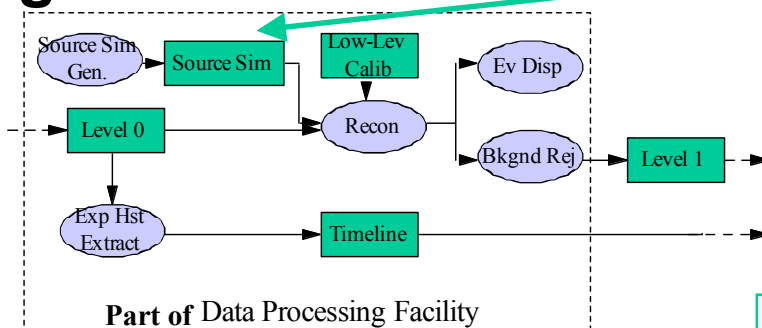 g
Source Sim
Gen.
Source Sim
Low-Lev
Calib
Ev Disp
Level 0
Recon
Bkgnd Rej
Level 1
Exp Hst
Extract
Timeline
Part of Data Processing Facility